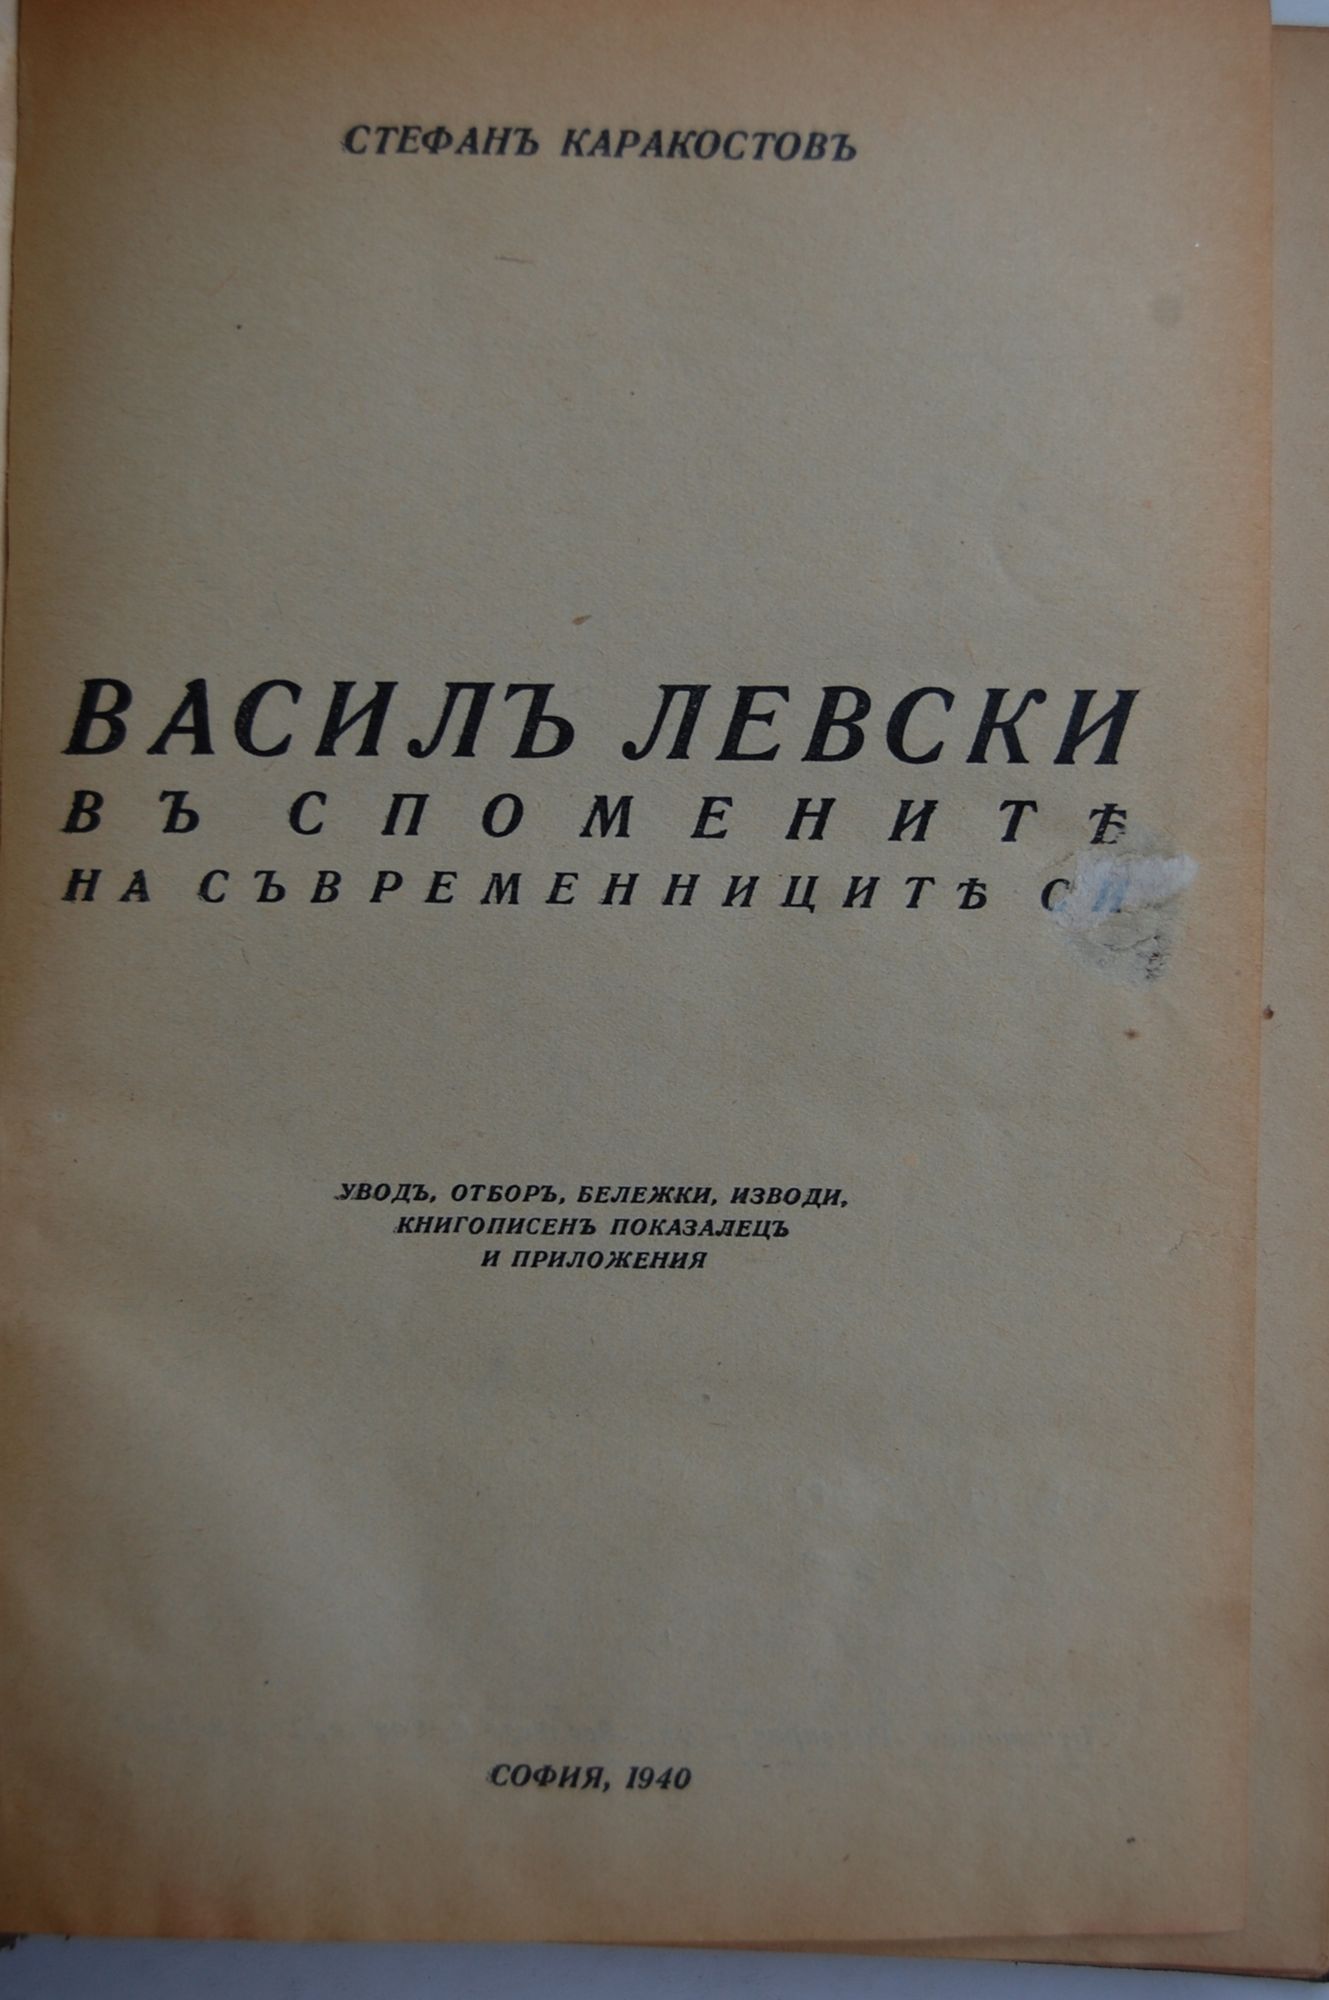 СТЕФАНЪ КАРАКОСТОВЪ
ВАСИЛЪ ЛЕВСКИ
ВЪ СПОМЕНИТѢ
НА СЪВРЕМЕННИЦИТѢ СИ
УВОДЪ, ОТБОРЪ, БЕЛЕЖКИ, ИЗВОДИ,
КНИГОПИСЕНЪ ПОКАЗАЛЕЦЪ
И ПРИЛОЖЕНИЯ
СОФИЯ, 1940